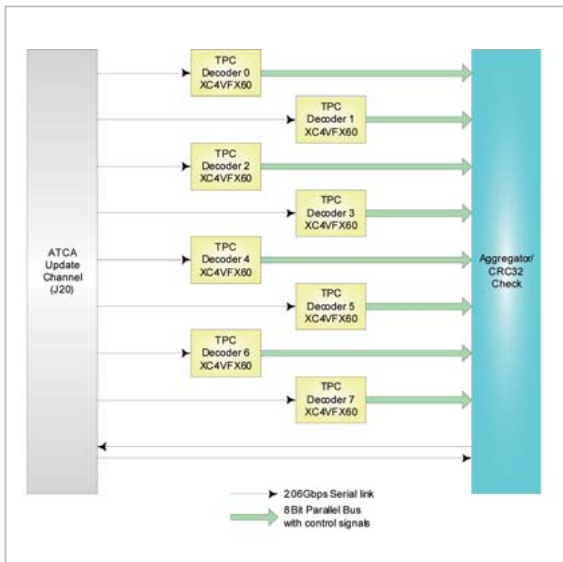 TPC
Decoder 0
XC4VFX60
TPC
Decoder 1
XC4VFX60
TPC
Decoder 2
XC4VFX60
TPC
Decoder 3
XC4VFX60
ATCA
Update
Channel
(J20)
TPC
Decoder 4
XC4VFX60
Aggregator/
CRC32
Check
TPC
Decoder 5
XC4VFX60
TPC
Decoder 6
XC4VFX60
TPC
Decoder 7
XC4VFX60
2.06Gbps Serial link
8Bit Parallel Bus
with control signals